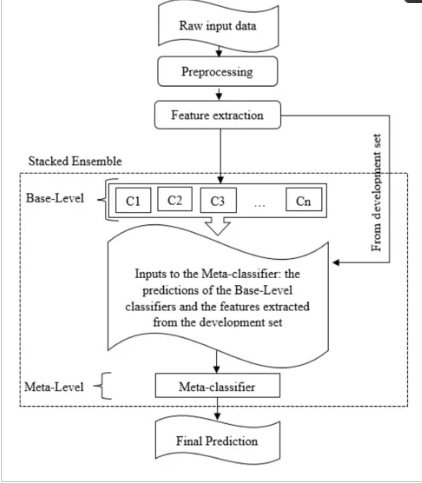 Raw input data
Preprocessing
Feature extraction
From development set
Stacked Ensemble
Base-Level
C1 C2 C3 ... Cn
Inputs to the Meta-classifier: the
predictions of the Base-Level
classifiers and the features extracted
from the development set
Meta-Level
Meta-classifier
Final Prediction